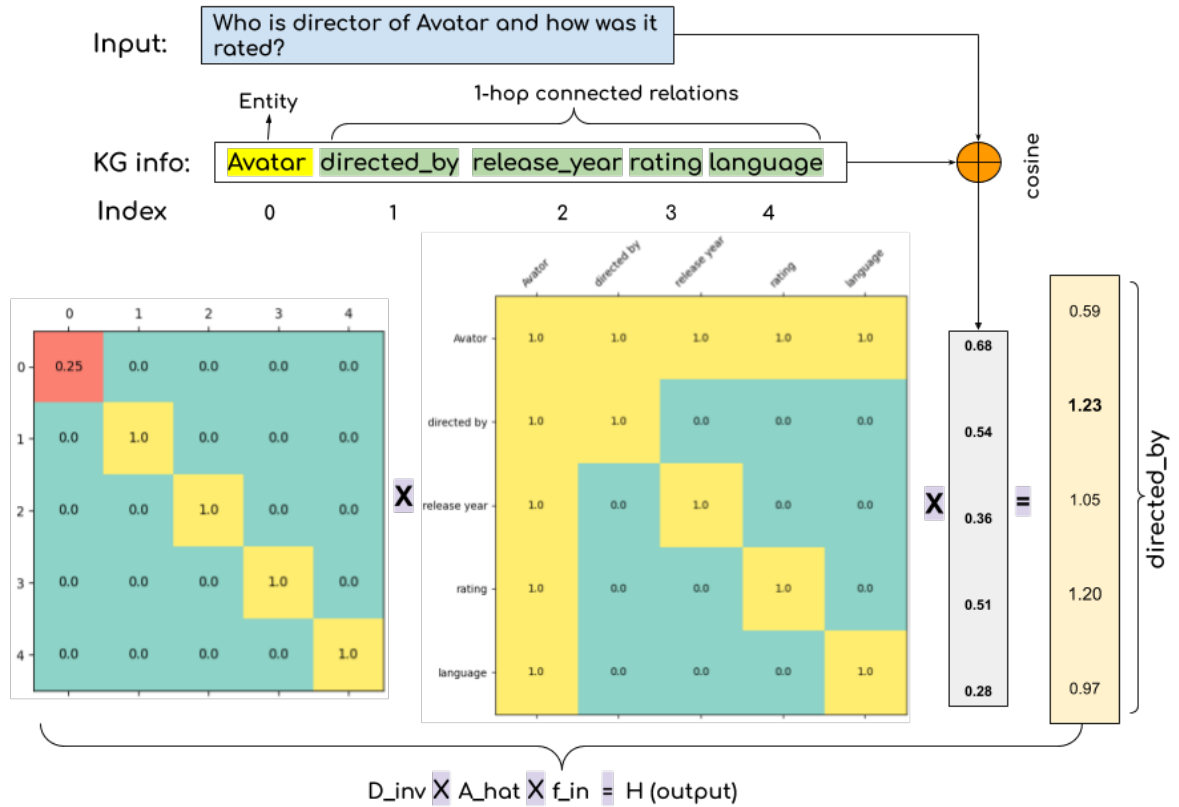 Input:
Who is director of Avatar and how was it
rated?
Entity
1-hop connected relations
KG info:
Avatar directed_by release_year rating language
cosine
Index 0 1 2 3 4
0 1 2 3 4
0 0.25 0.0 0.0 0.0 0.0
1 0.0 1.0 0.0 0.0 0.0
2 0.0 0.0 1.0 0.0 0.0
3 0.0 0.0 0.0 1.0 0.0
4 0.0 0.0 0.0 0.0 1.0
X
Avator directed by release year rating language
Avator 1.0 1.0 1.0 1.0 1.0
directed by 1.0 1.0 0.0 0.0 0.0
release year 1.0 0.0 1.0 0.0 0.0
rating 1.0 0.0 0.0 1.0 0.0
language 1.0 0.0 0.0 0.0 1.0
X
0.68
0.54
0.36
0.51
0.28
=
0.59
1.23
1.05
1.20
0.97
directed_by
D_inv X A_hat X f_in = H (output)